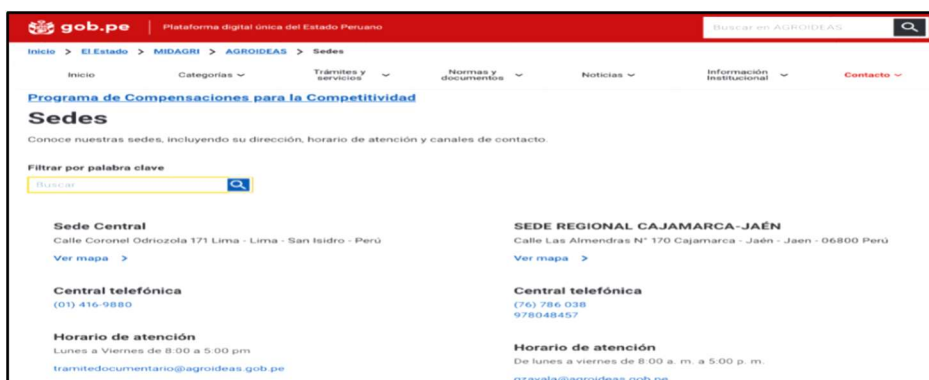 gob.pe Plataforma digital única del Estado Peruano Buscar en AGROIDEAS
Inicio > El Estado > MIDAGRI > AGROIDEAS > Sedes
Inicio Categorías Trámites y servicios Normas y documentos Noticias Información Institucional Contacto
Programa de Compensaciones para la Competitividad
Sedes
Conoce nuestras sedes, incluyendo su dirección, horario de atención y canales de contacto.
Filtrar por palabra clave
Buscar
Sede Central
Calle Coronel Odriozola 171 Lima - Lima - San Isidro - Perú
Ver mapa >
Central telefónica
(01) 416-9880
Horario de atención
Lunes a Viernes de 8:00 a 5:00 pm
tramitedocumentario@agroideas.gob.pe
SEDE REGIONAL CAJAMARCA-JAÉN
Calle Las Almendras N° 170 Cajamarca - Jaén - Jaen - 06800 Perú
Ver mapa >
Central telefónica
(76) 786 038
978048457
Horario de atención
De lunes a viernes de 8:00 a. m. a 5:00 p. m.
gzavala@agroideas.gob.pe